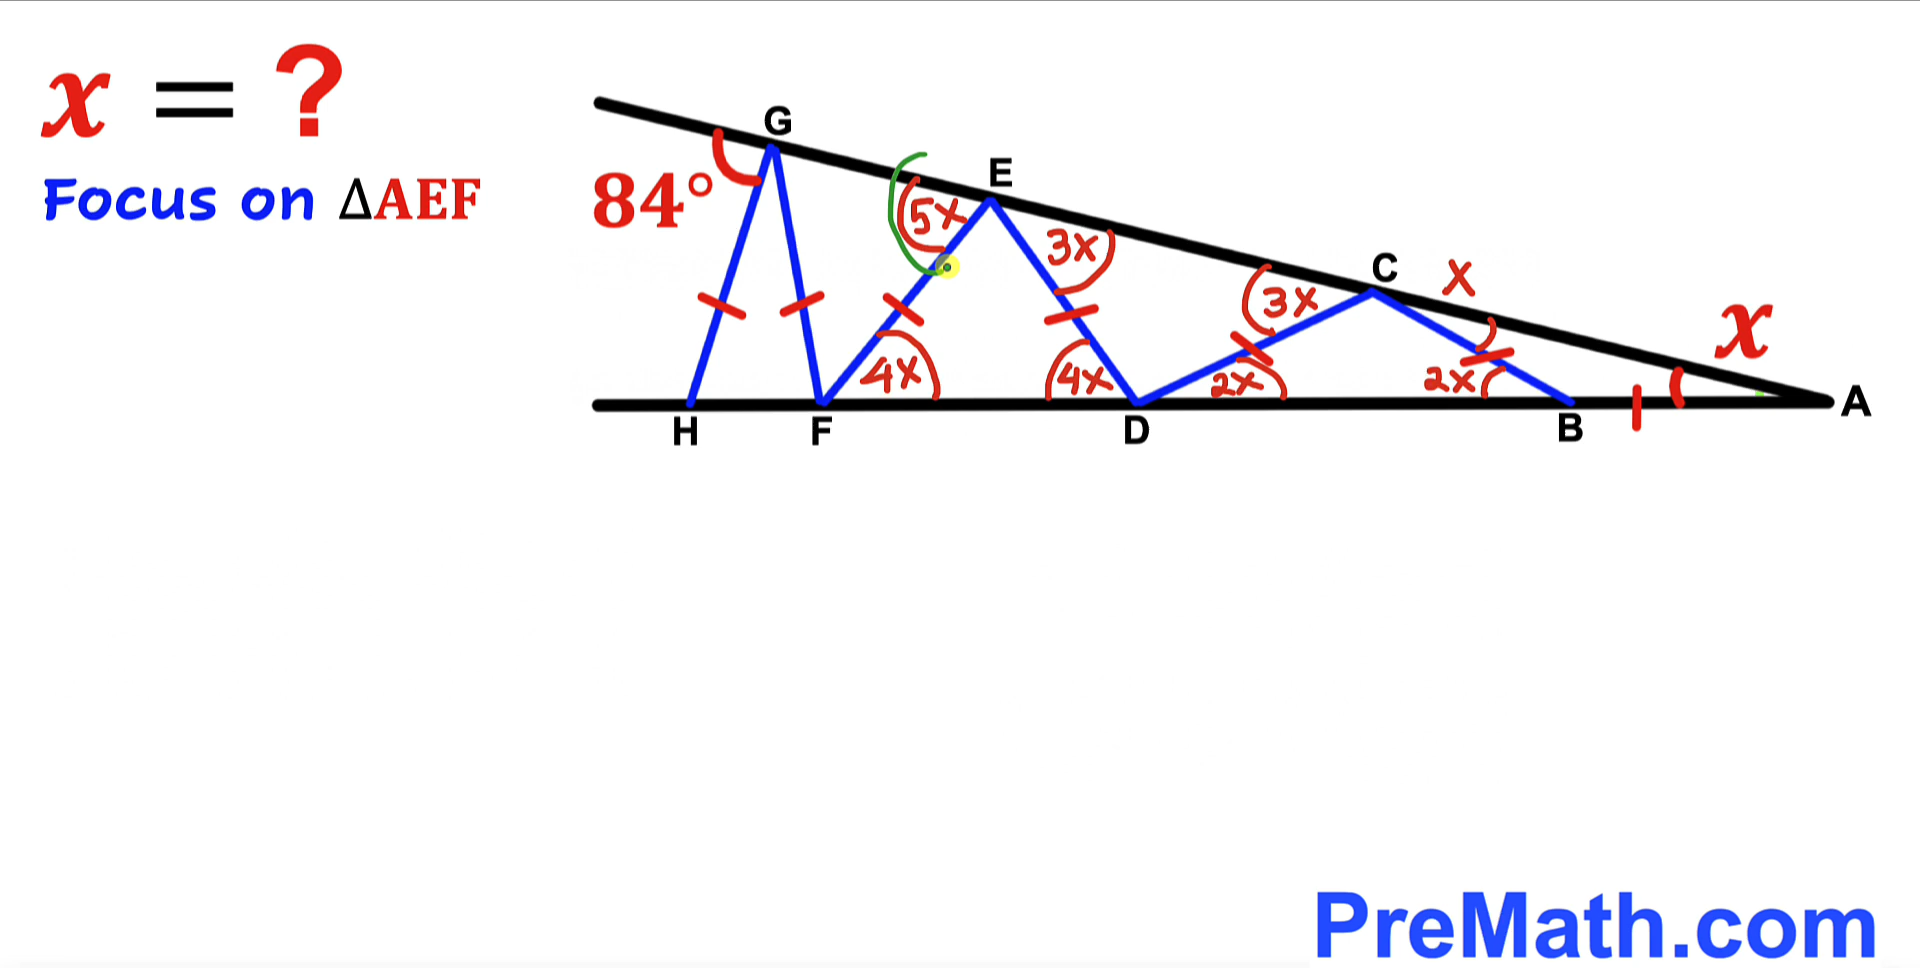 x = ?
Focus on ΔAEF
G
84°
E
5x
3x
C
x
3x
x
4x
4x
2x
2x
A
H
F
D
B
PreMath.com